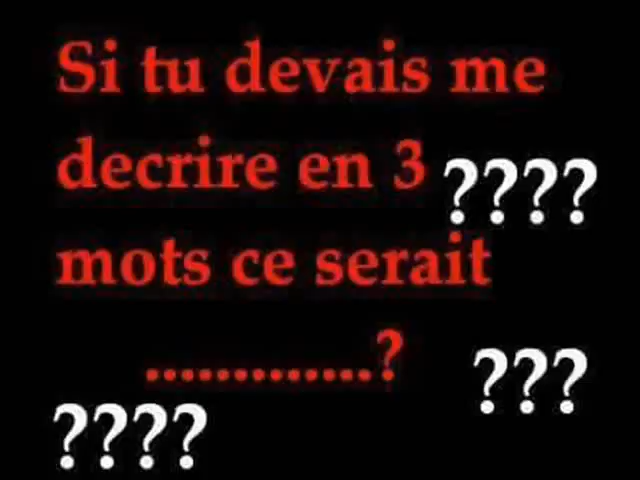 Si tu devais me
decrire en 3 ????
mots ce serait
.............?
???
????